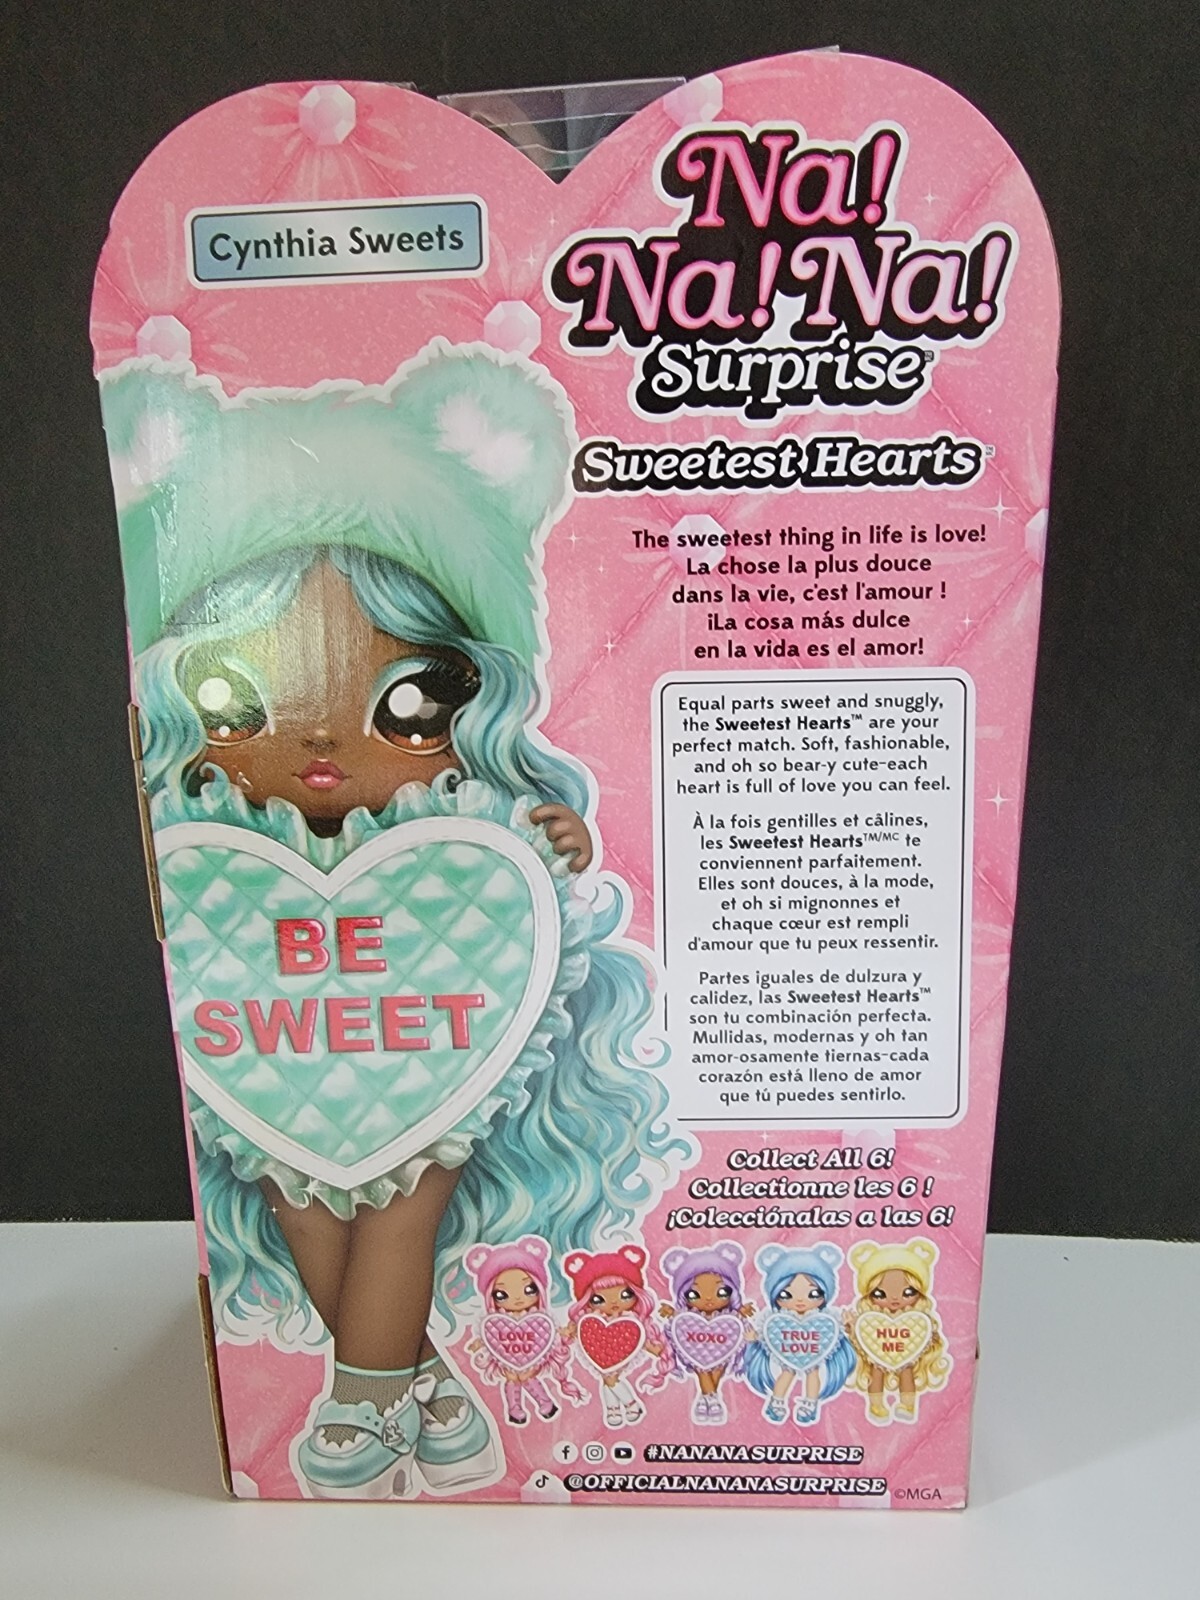 Cynthia Sweets
Na!
Na! Na!
Surprise™
Sweetest Hearts™
The sweetest thing in life is love!
La chose la plus douce
dans la vie, c'est l'amour !
¡La cosa más dulce
en la vida es el amor!
Equal parts sweet and snuggly,
the Sweetest Hearts™ are your
perfect match. Soft, fashionable,
and oh so bear-y cute-each
heart is full of love you can feel.
À la fois gentilles et câlines,
les Sweetest Hearts™/MC te
conviennent parfaitement.
Elles sont douces, à la mode,
et oh si mignonnes et
chaque cœur est rempli
d'amour que tu peux ressentir.
Partes iguales de dulzura y
calidez, las Sweetest Hearts™
son tu combinación perfecta.
Mullidas, modernas y oh tan
amor-osamente tiernas-cada
corazón está lleno de amor
que tú puedes sentirlo.
BE
SWEET
Collect All 6!
Collectionne les 6 !
¡Colecciónalas a las 6!
LOVE
YOU
XOXO
TRUE
LOVE
HUG
ME
#NANANASURPRISE
@OFFICIALNANANASURPRISE
©MGA